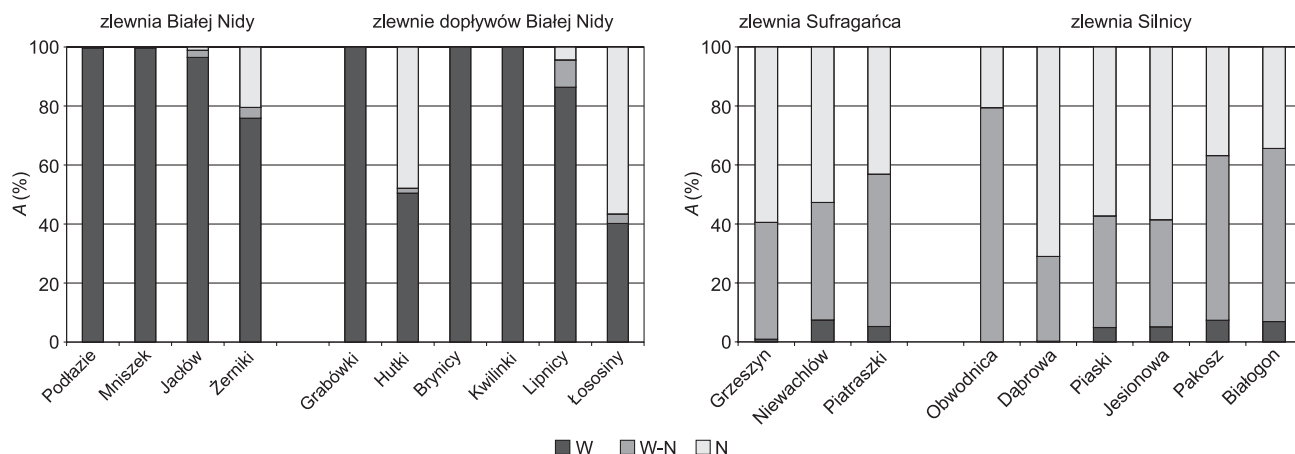 zlewnia Białej Nidy
zlewnie dopływów Białej Nidy
zlewnia Sufragańca
zlewnia Silnicy
A (%)
100
80
60
40
20
0
Podłazie
Mniszek
Jacłów
Żerniki
Grabówki
Hutki
Brynicy
Kwilinki
Lipnicy
Łososiny
A (%)
100
80
60
40
20
0
Grzeszyn
Niewachlów
Piatraszki
Obwodnica
Dąbrowa
Piaski
Jesionowa
Pakosz
Białogon
W W-N N